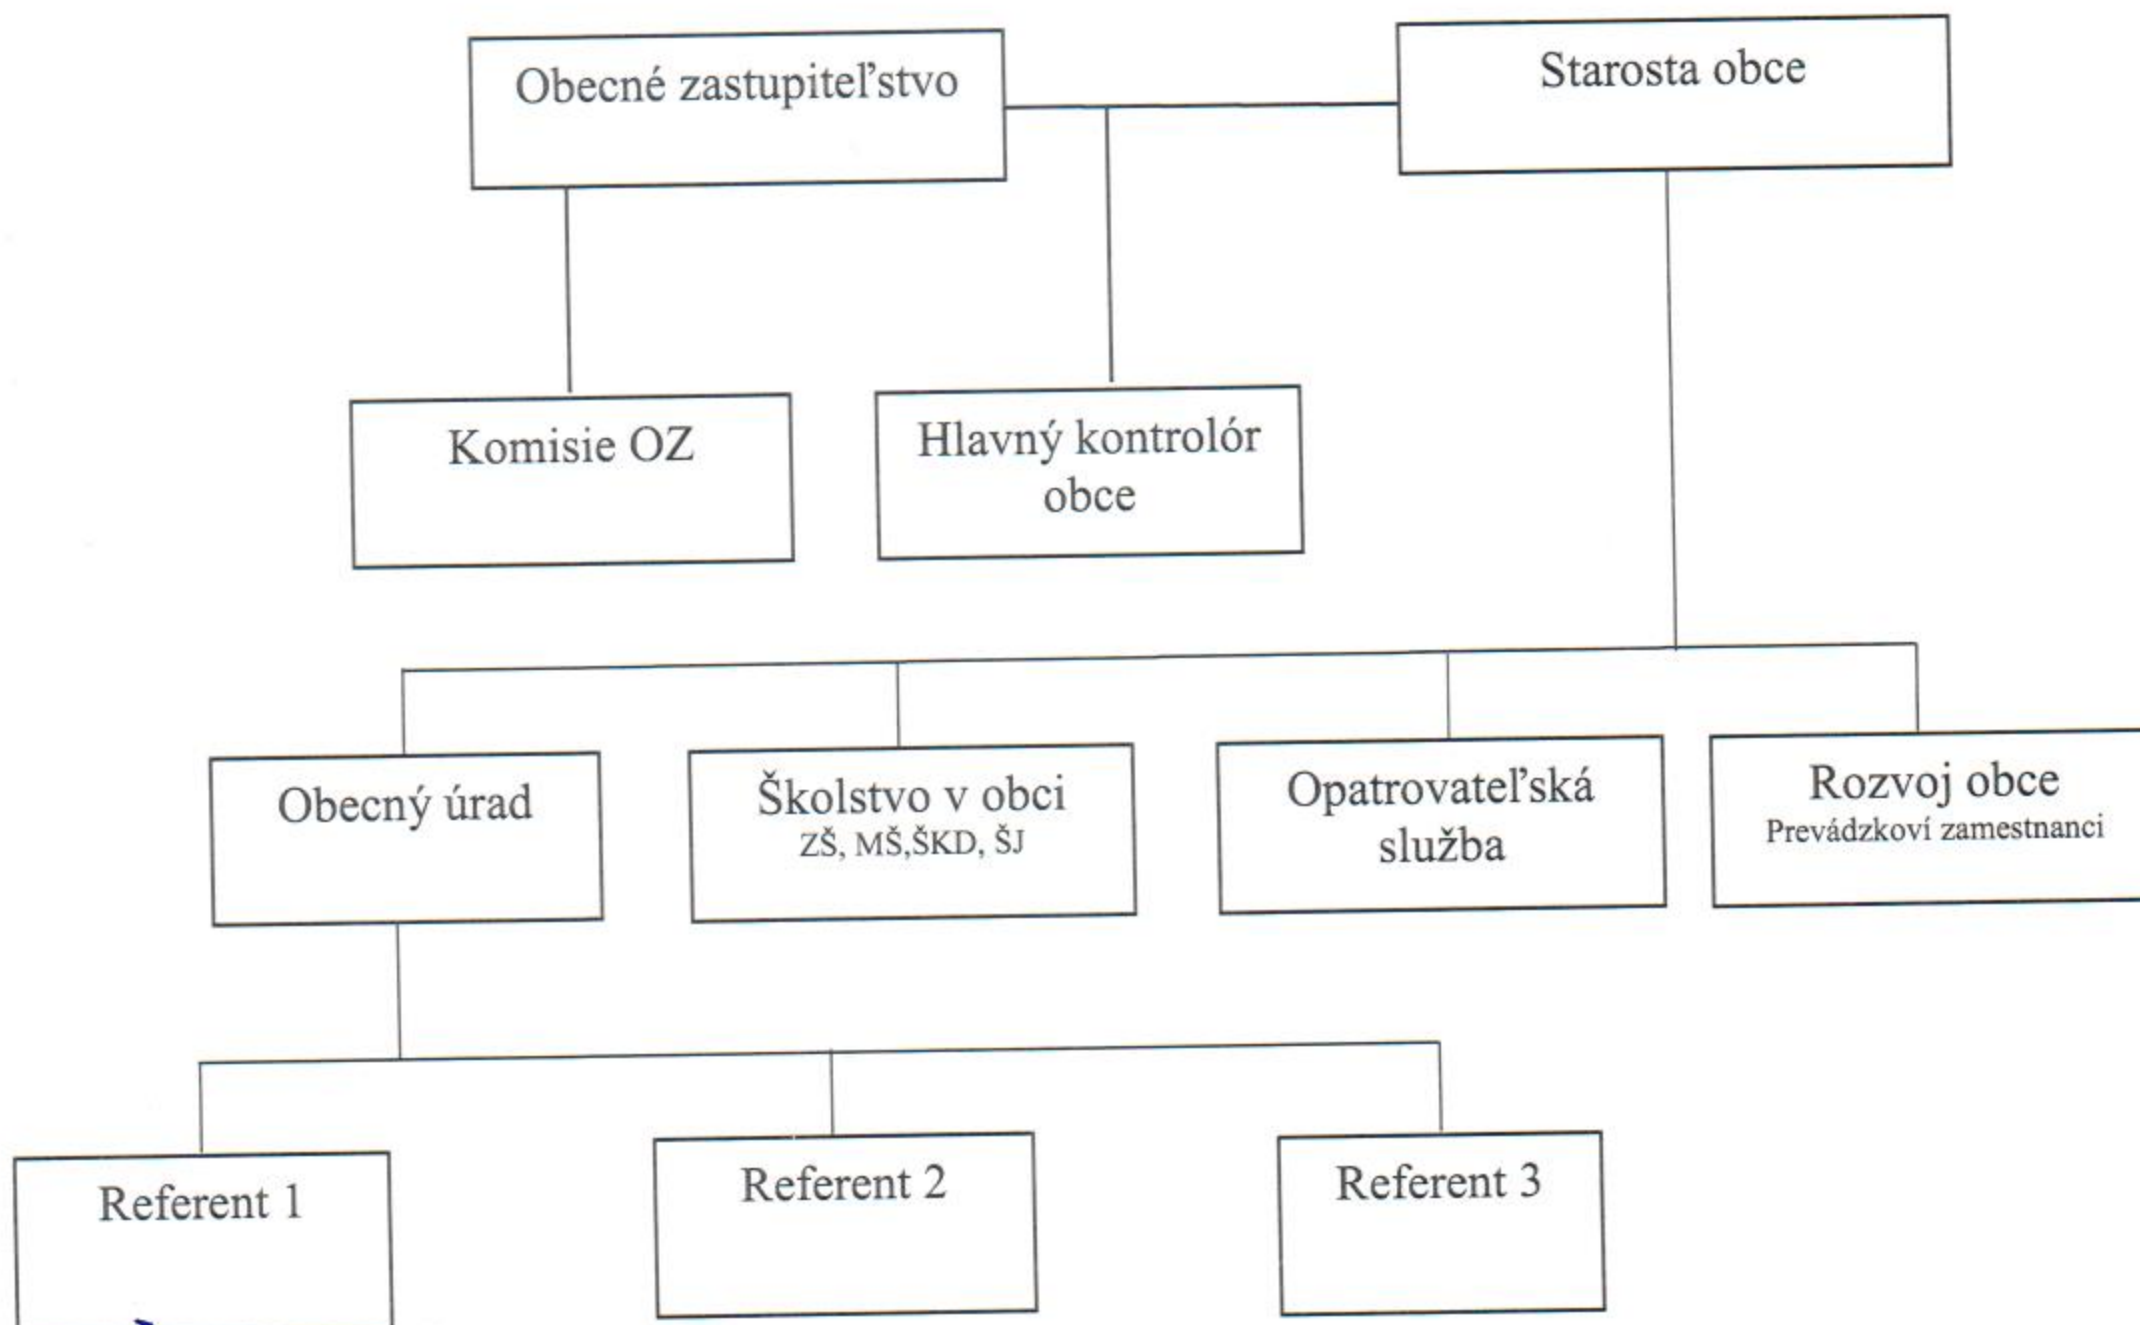 Obecné zastupiteľstvo
Starosta obce
Komisie OZ
Hlavný kontrolór
obce
Obecný úrad
Školstvo v obci
ZŠ, MŠ,ŠKD, ŠJ
Opatrovateľská
služba
Rozvoj obce
Prevádzkoví zamestnanci
Referent 1
Referent 2
Referent 3